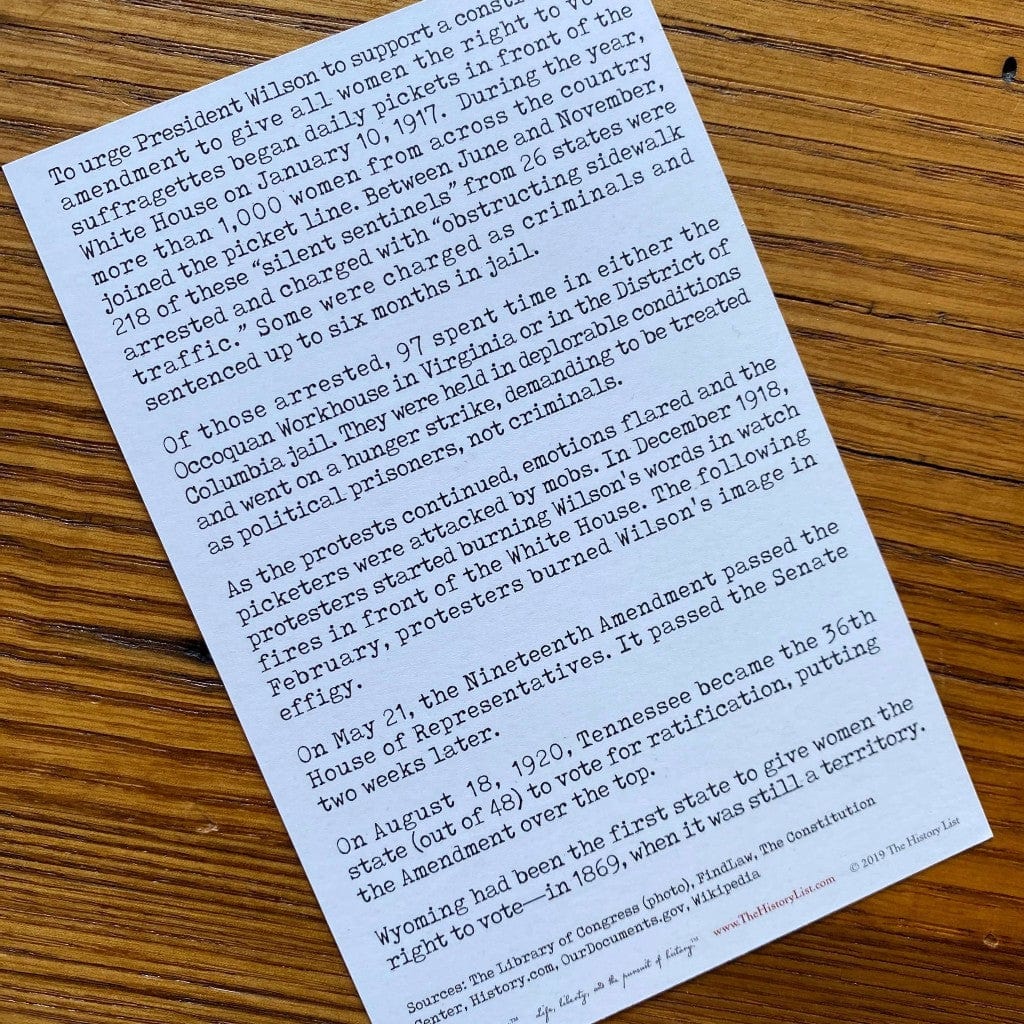 To urge President Wilson to support a
amendment to give all women the right to
suffragettes began daily pickets in front of the
White House on January 10, 1917. During the year,
more than 1,000 women from across the country
joined the picket line. Between June and November,
218 of these “silent sentinels” from 26 states were
arrested and charged with “obstructing sidewalk
traffic.” Some were charged as criminals and
sentenced up to six months in jail.
Of those arrested, 97 spent time in either the
Occoquan Workhouse in Virginia or in the District of
Columbia jail. They were held in deplorable conditions
and went on a hunger strike, demanding to be treated
as political prisoners, not criminals.
As the protests continued, emotions flared and the
picketers were attacked by mobs. In December 1918,
protesters started burning Wilson's words in watch
fires in front of the White House. The following
February, protesters burned Wilson's image in
effigy.
On May 21, the Nineteenth Amendment passed the
House of Representatives. It passed the Senate
two weeks later.
On August 18, 1920, Tennessee became the 36th
state (out of 48) to vote for ratification, putting
the Amendment over the top.
Wyoming had been the first state to give women the
right to vote—in 1869, when it was still a territory.
Sources: The Library of Congress (photo), FindLaw, The Constitution
Center, History.com, OurDocuments.gov, Wikipedia
Life, liberty, and the pursuit of history.™ www.TheHistoryList.com © 2019 The History List